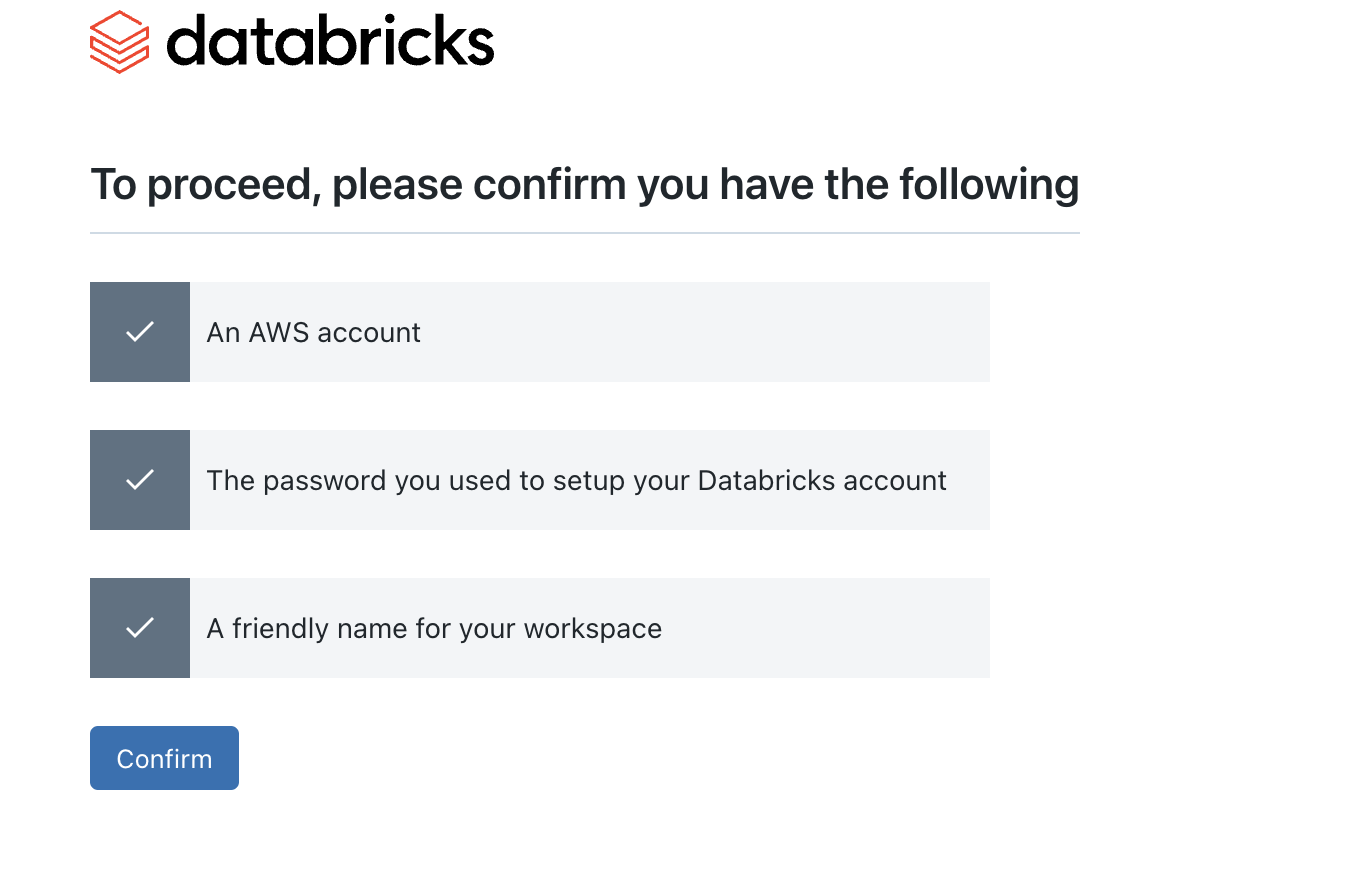 databricks
To proceed, please confirm you have the following
An AWS account
The password you used to setup your Databricks account
A friendly name for your workspace
Confirm